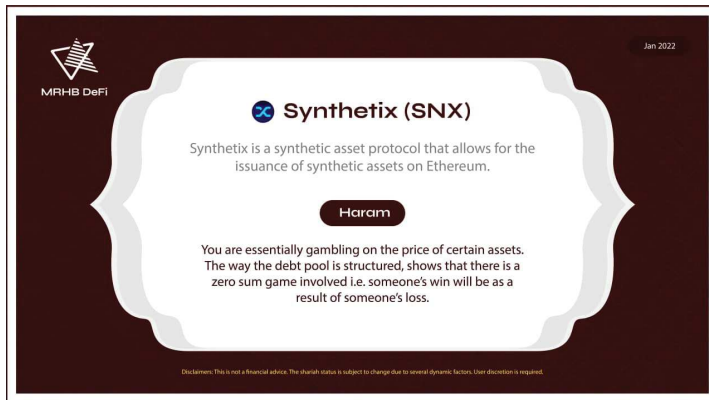 Jan 2022
MRHB DeFi
Synthetix (SNX)
Synthetix is a synthetic asset protocol that allows for the
issuance of synthetic assets on Ethereum.
Haram
You are essentially gambling on the price of certain assets.
The way the debt pool is structured, shows that there is a
zero sum game involved i.e. someone's win will be as a
result of someone's loss.
Disclaimers: This is not a financial advice. The shariah status is subject to change due to several dynamic factors. User discretion is required.